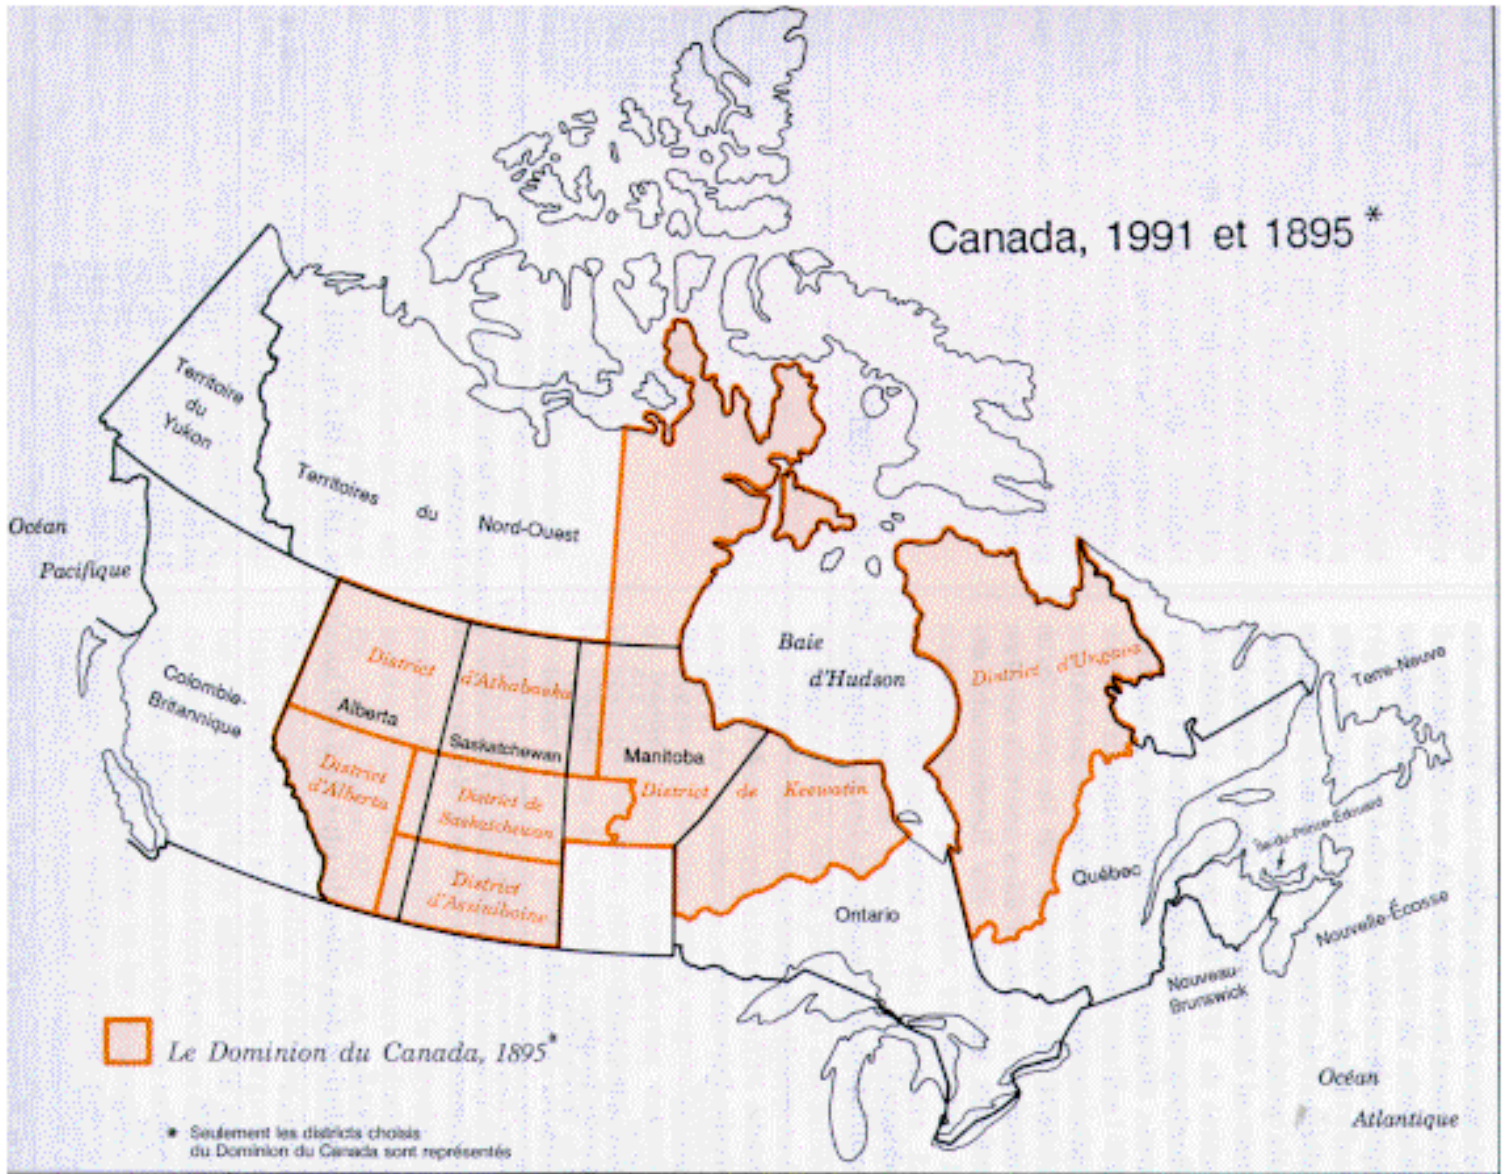 Canada, 1991 et 1895 *
Territoire
du
Yukon
Territoires du Nord-Ouest
Océan
Pacifique
Colombie-
Britannique
District d'Athabaska
Alberta
Saskatchewan
Manitoba
District
d'Alberta
District de
Saskatchewan
District de Keewatin
District
d'Assiniboine
Baie
d'Hudson
District d'Ungava
Terre-Neuve
Île-du-Prince-Édouard
Québec
Ontario
Nouvelle-Écosse
Nouveau-
Brunswick
Le Dominion du Canada, 1895*
Océan
Atlantique
* Seulement les districts choisis
du Dominion du Canada sont représentés